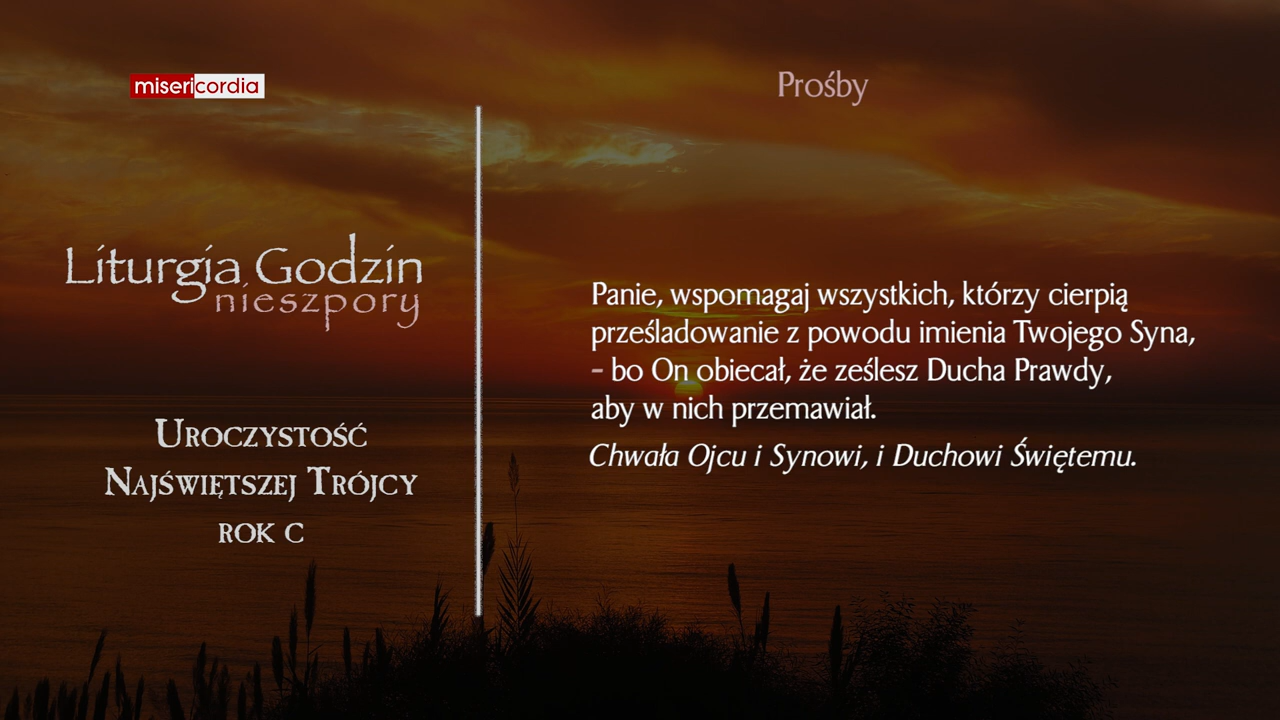 misericordia
Liturgia Godzin
nieszpory
Uroczystość
Najświętszej Trójcy
rok C
Prośby
Panie, wspomagaj wszystkich, którzy cierpią
prześladowanie z powodu imienia Twojego Syna,
- bo On obiecał, że ześlesz Ducha Prawdy,
aby w nich przemawiał.
Chwała Ojcu i Synowi, i Duchowi Świętemu.